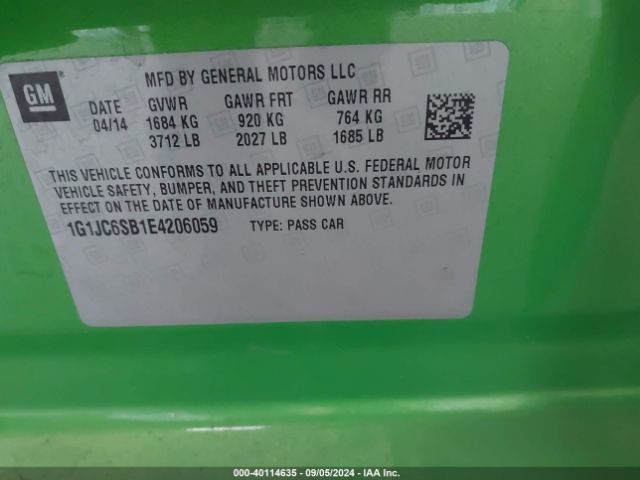 GM
MFD BY GENERAL MOTORS LLC
DATE GVWR GAWR FRT GAWR RR
04/14 1684 KG 920 KG 764 KG
3712 LB 2027 LB 1685 LB
THIS VEHICLE CONFORMS TO ALL APPLICABLE U.S. FEDERAL MOTOR
VEHICLE SAFETY, BUMPER, AND THEFT PREVENTION STANDARDS IN
EFFECT ON THE DATE OF MANUFACTURE SHOWN ABOVE.
1G1JC6SB1E4206059 TYPE: PASS CAR
000-40114635 - 09/05/2024 - IAA Inc.